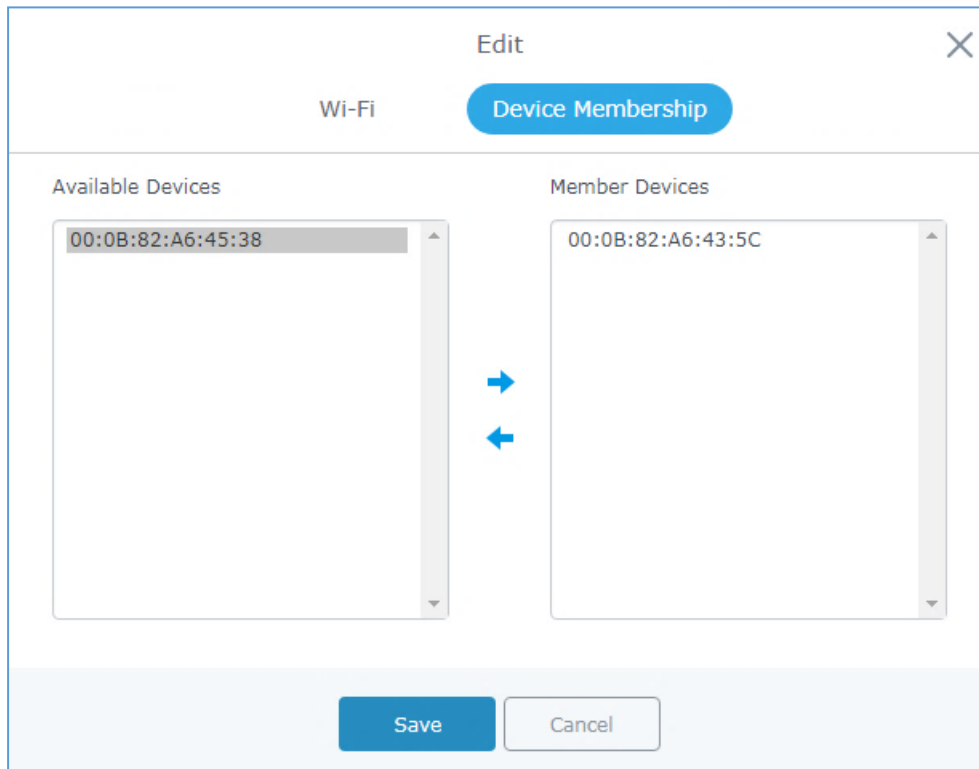 Edit
Wi-Fi
Device Membership
Available Devices
Member Devices
00:0B:82:A6:45:38
00:0B:82:A6:43:5C
Save
Cancel